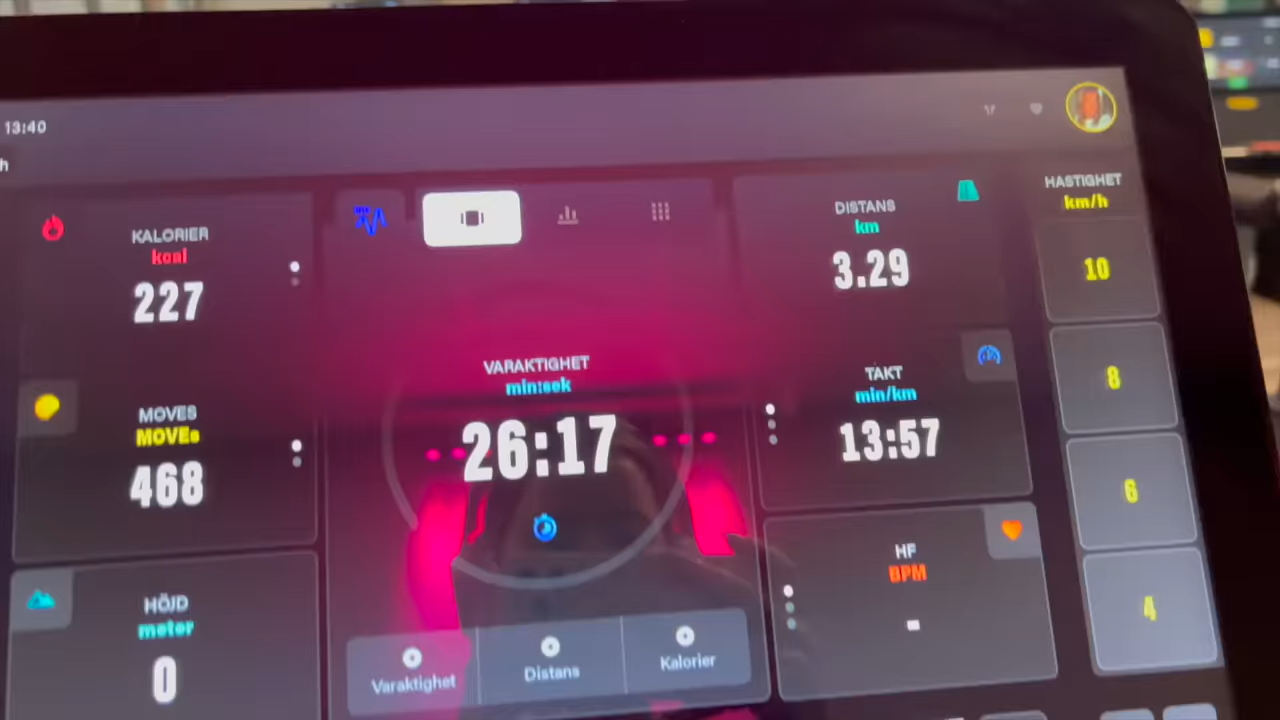 13:40
h
KALORIER
kcal
227
MOVES
MOVEs
468
HÖJD
meter
0
VARAKTIGHET
min:sek
26:17
Varaktighet
Distans
Kalorier
DISTANS
km
3.29
TAKT
min/km
13:57
HF
BPM
-
HASTIGHET
km/h
10
8
6
4